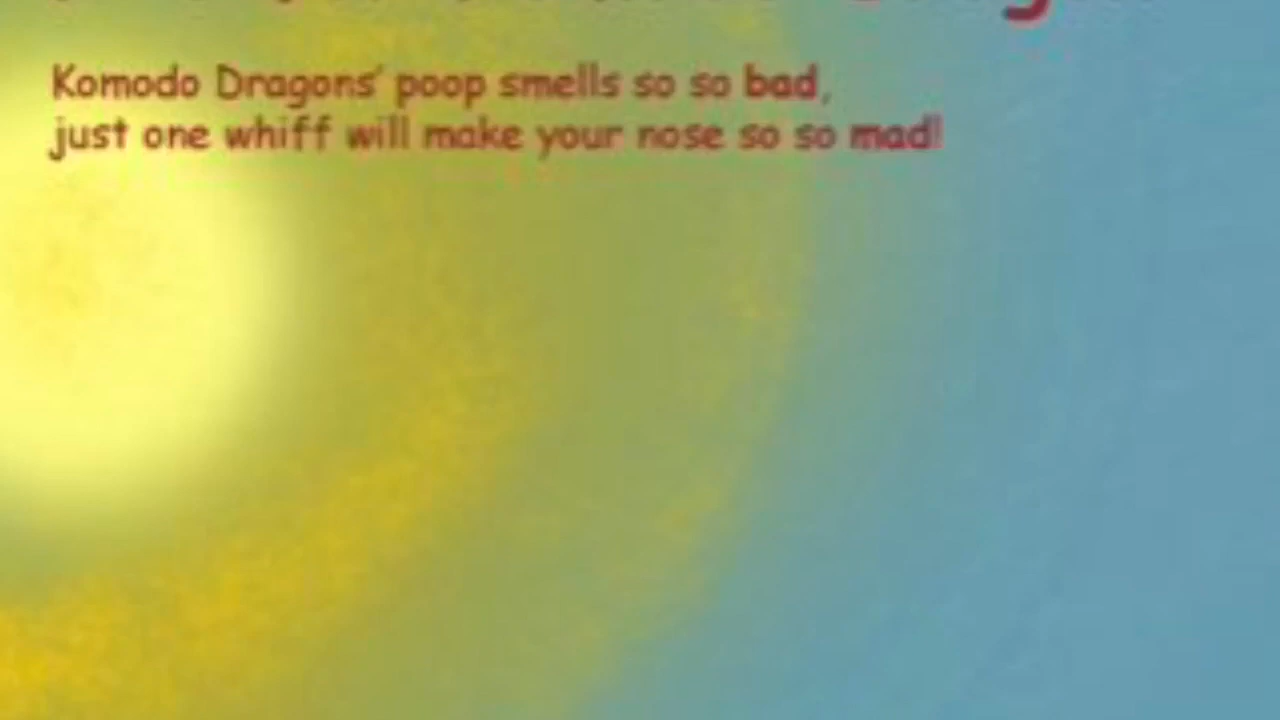 Komodo Dragons' poop smells so so bad,
just one whiff will make your nose so so mad!